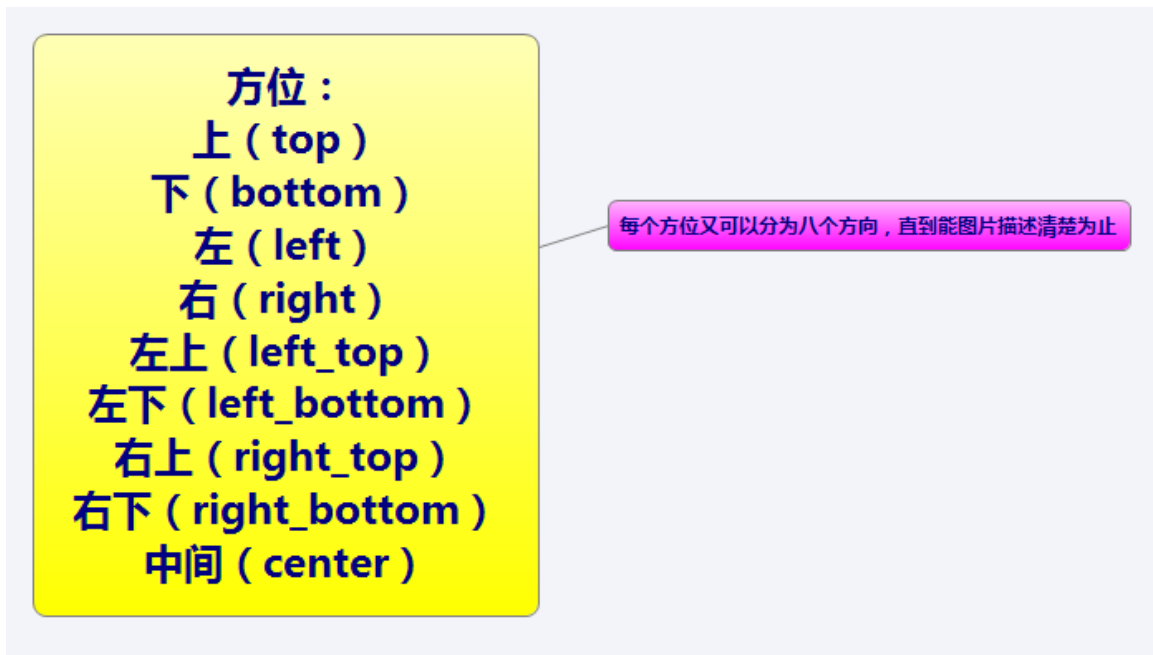 方位：
上（top）
下（bottom）
左（left）
右（right）
左上（left_top）
左下（left_bottom）
右上（right_top）
右下（right_bottom）
中间（center）
每个方位又可以分为八个方向，直到能图片描述清楚为止